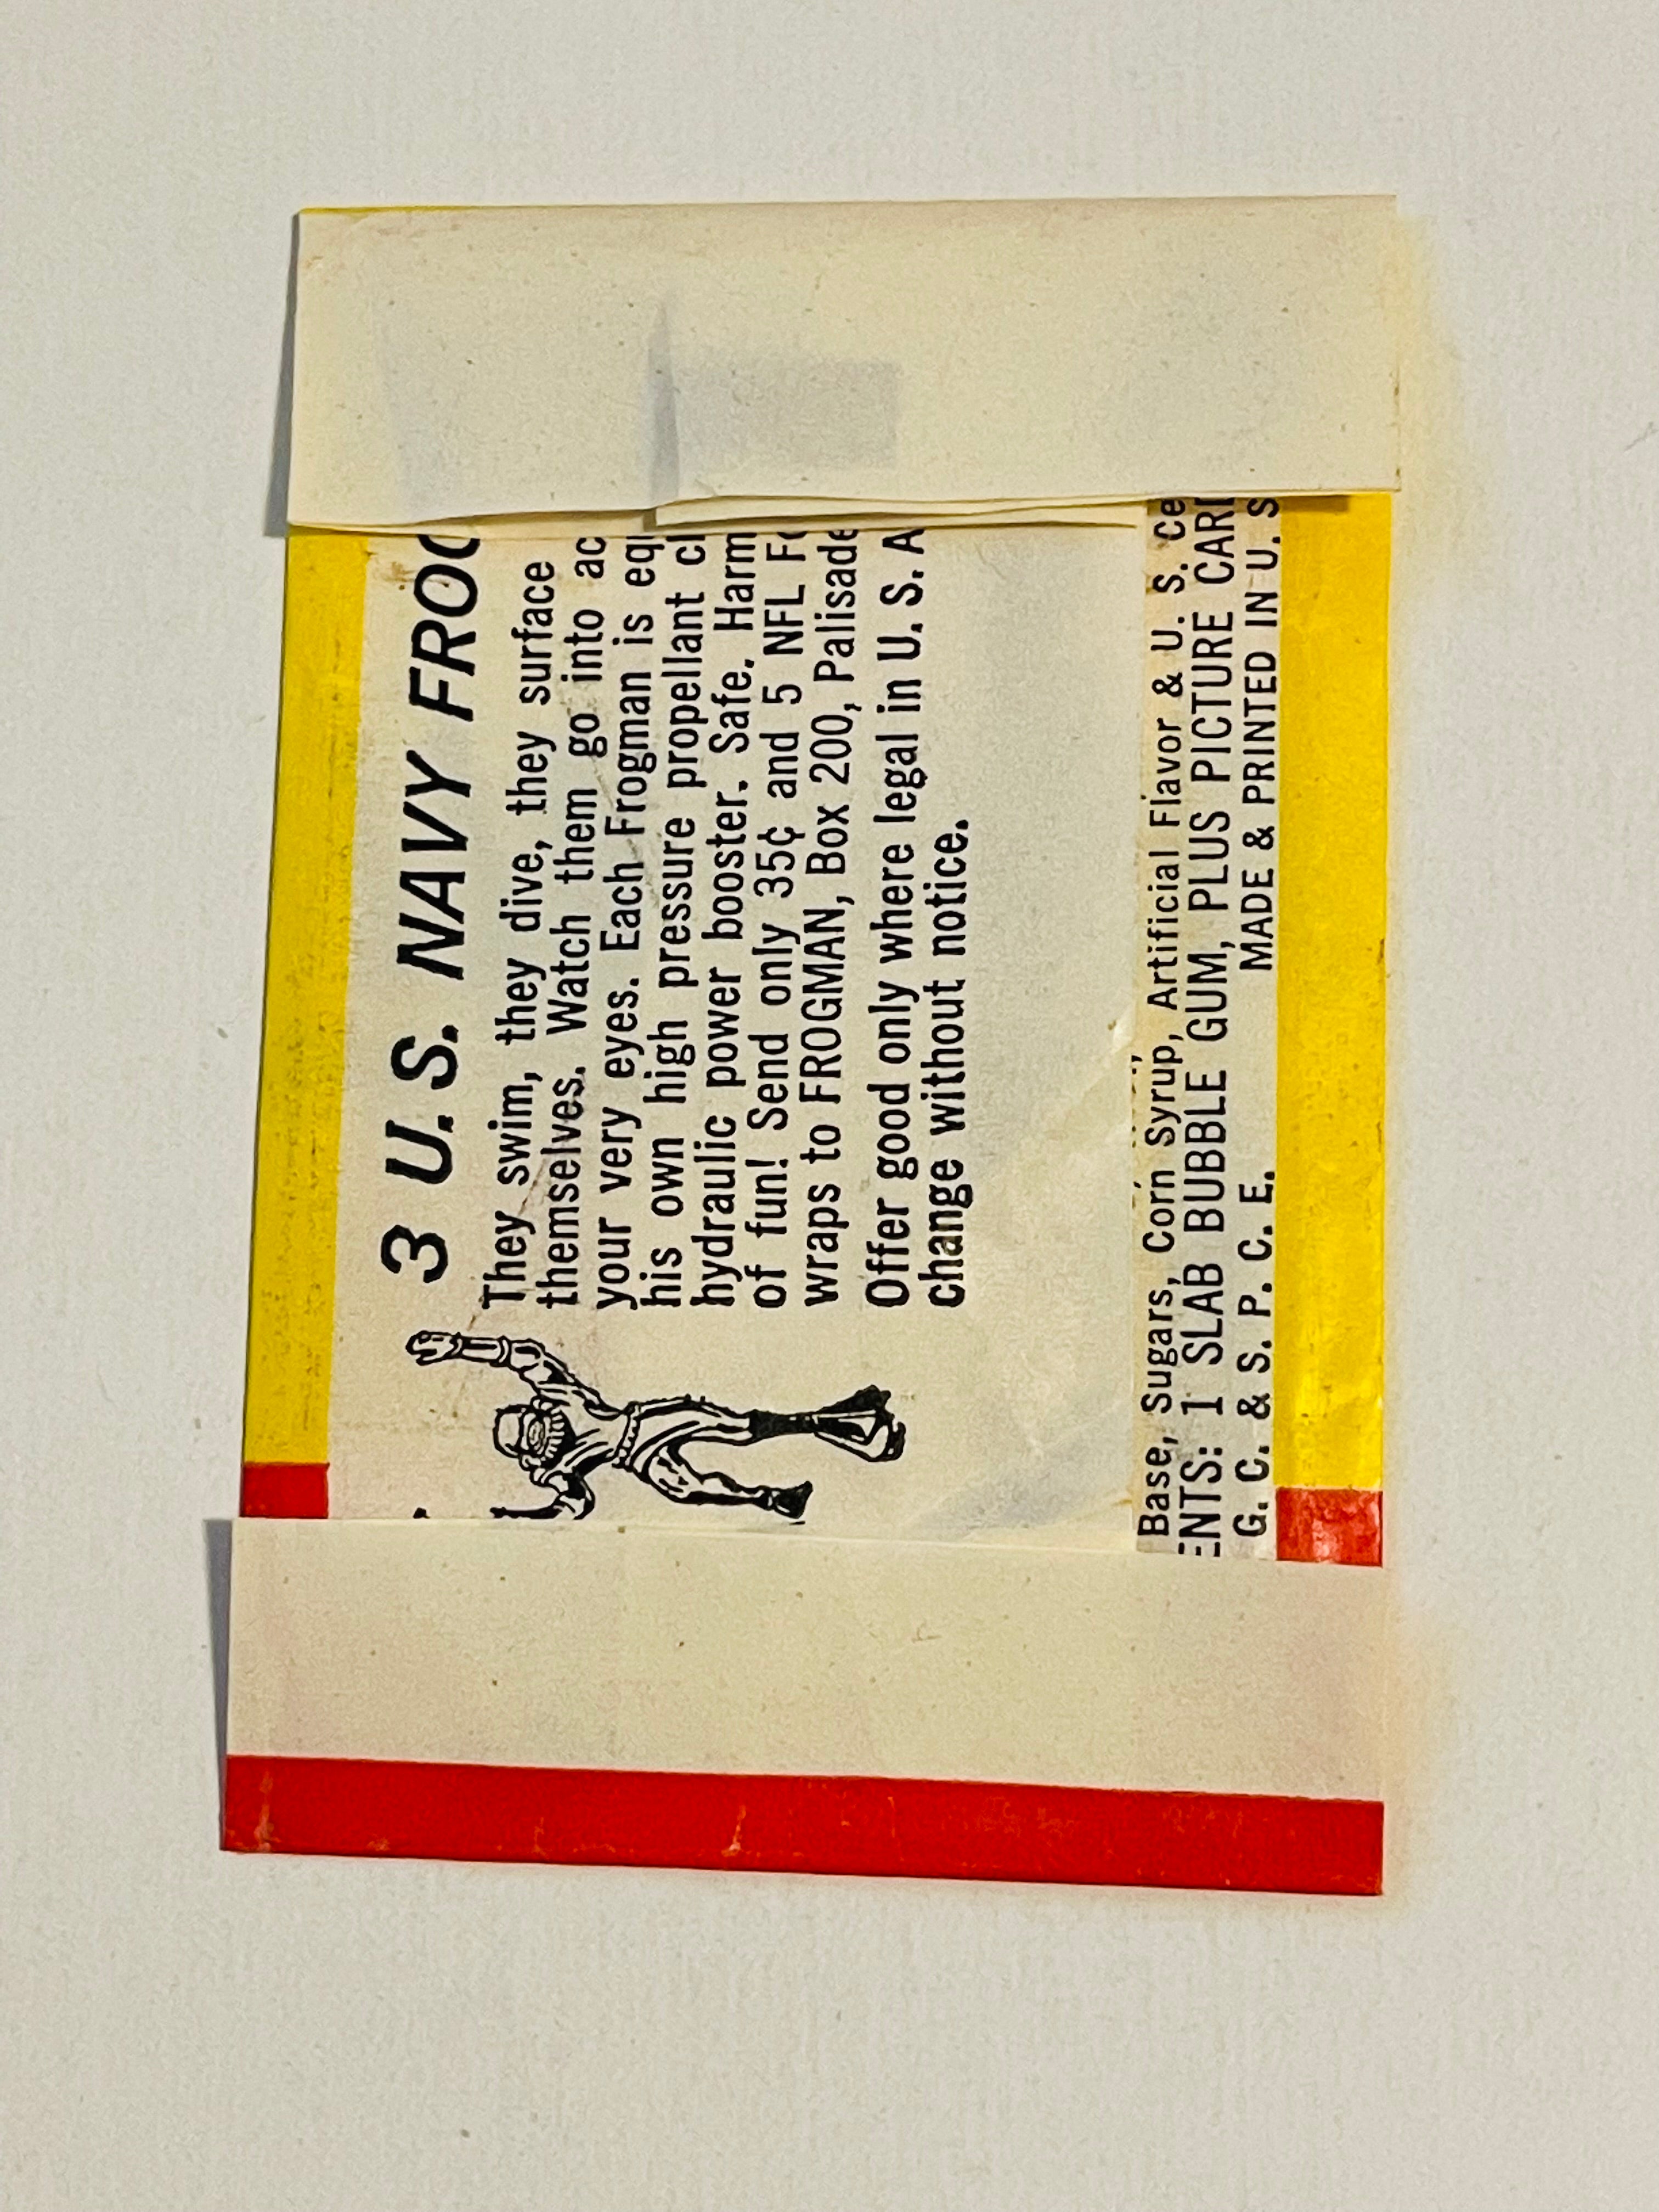 3 U.S. NAVY FROG
They swim, they dive, they surface
themselves. Watch them go into ac
your very eyes. Each Frogman is equ
his own high pressure propellant ch
hydraulic power booster. Safe. Harm
of fun! Send only 35¢ and 5 NFL Fo
wraps to FROGMAN, Box 200, Palisade
Offer good only where legal in U. S. A
change without notice.
Base, Sugars, Corn Syrup, Artificial Flavor & U. S. Ce
ENTS: 1 SLAB BUBBLE GUM, PLUS PICTURE CARD
G. C. & S. P. C. E. MADE & PRINTED IN U. S